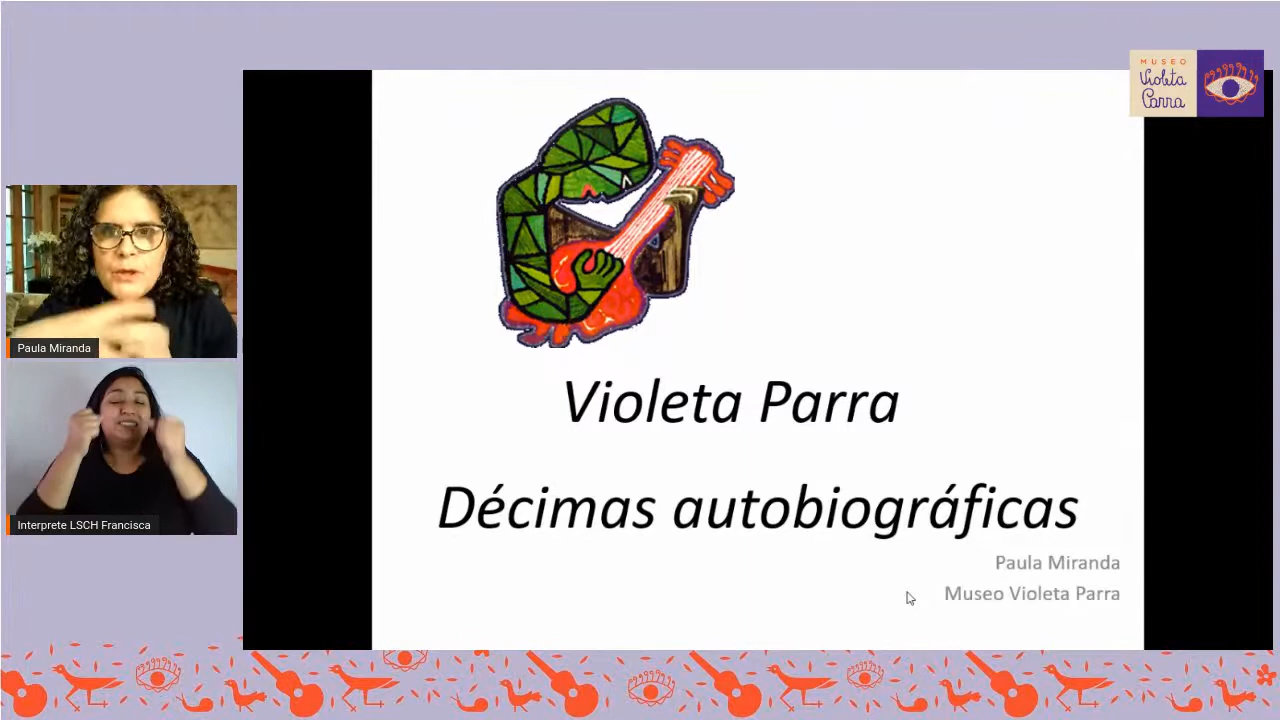 MUSEO
Violeta
Parra
Violeta Parra
Décimas autobiográficas
Paula Miranda
Museo Violeta Parra
Paula Miranda
Interprete LSCH Francisca